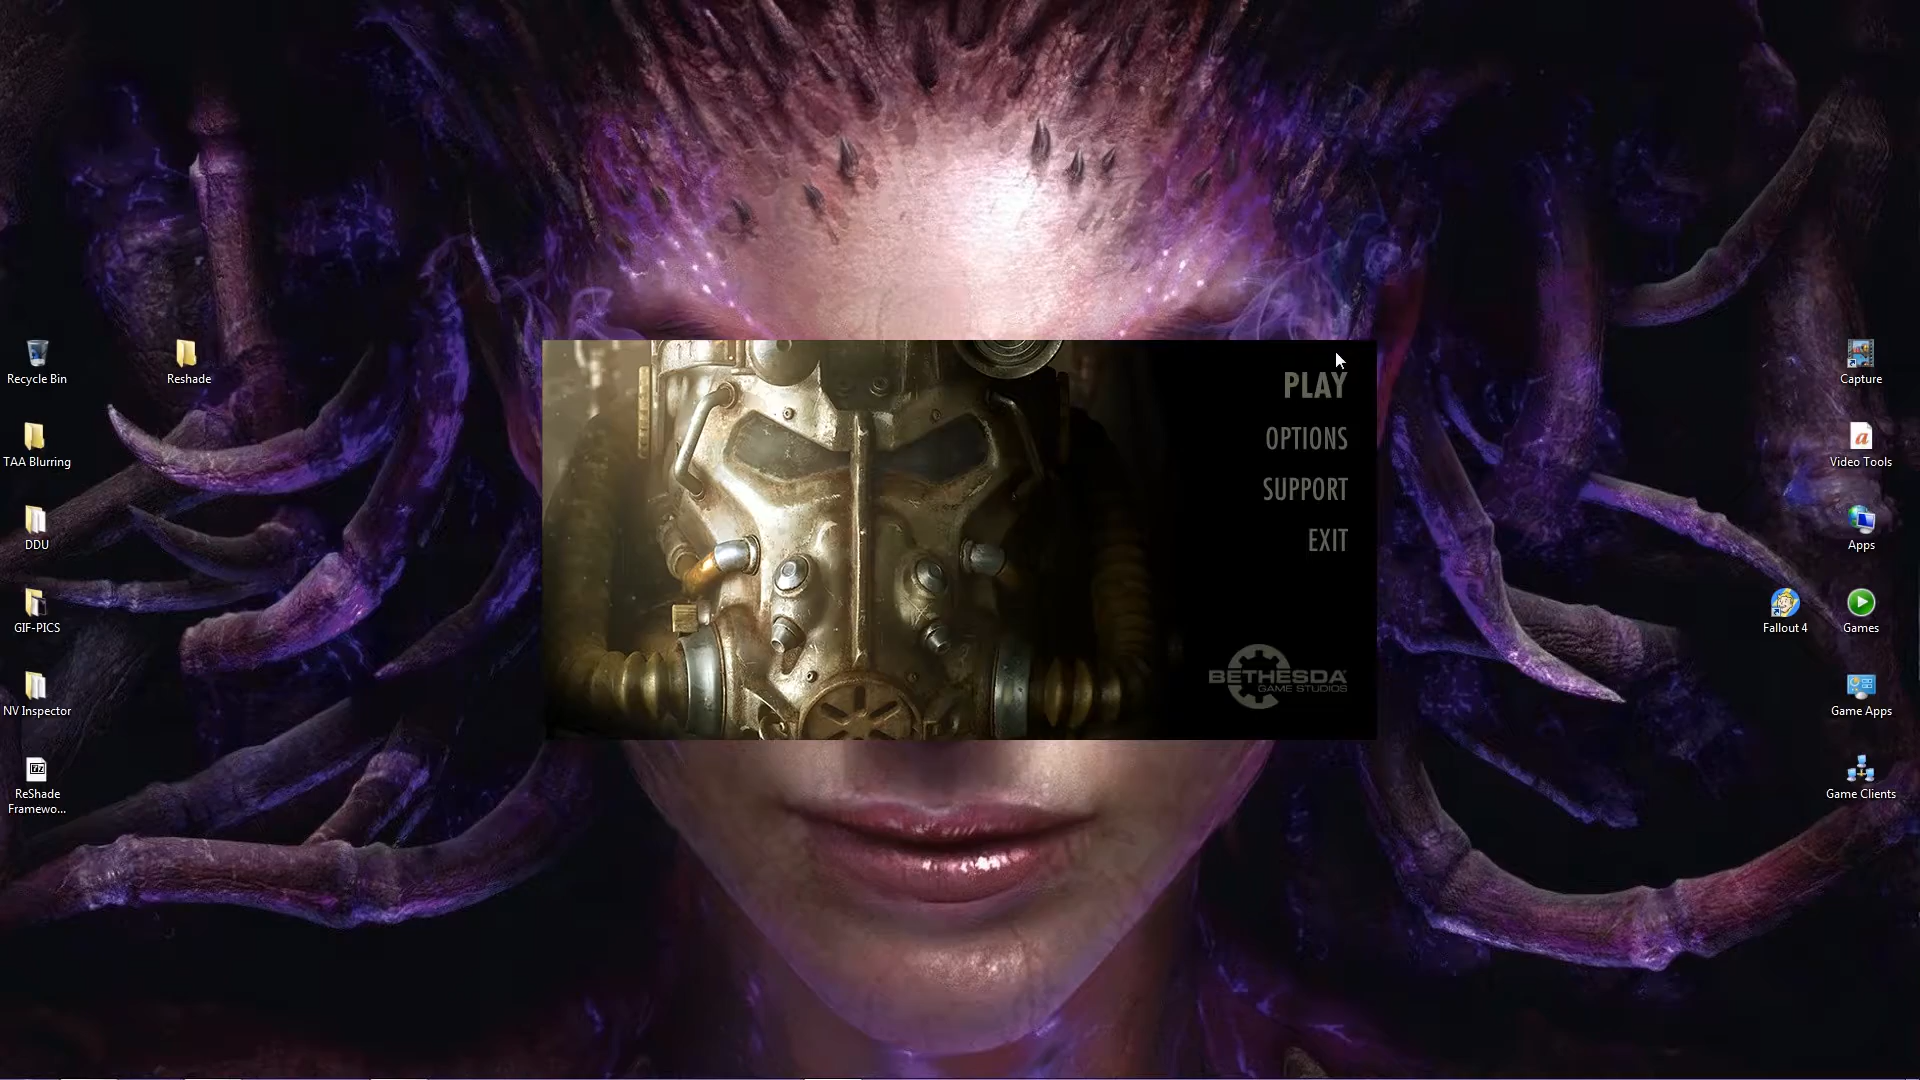 Recycle Bin
Reshade
TAA Blurring
DDU
GIF-PICS
NV Inspector
7z
ReShade
Framewo...
PLAY
OPTIONS
SUPPORT
EXIT
BETHESDA
GAME STUDIOS
Capture
Video Tools
Apps
Fallout 4
Games
Game Apps
Game Clients